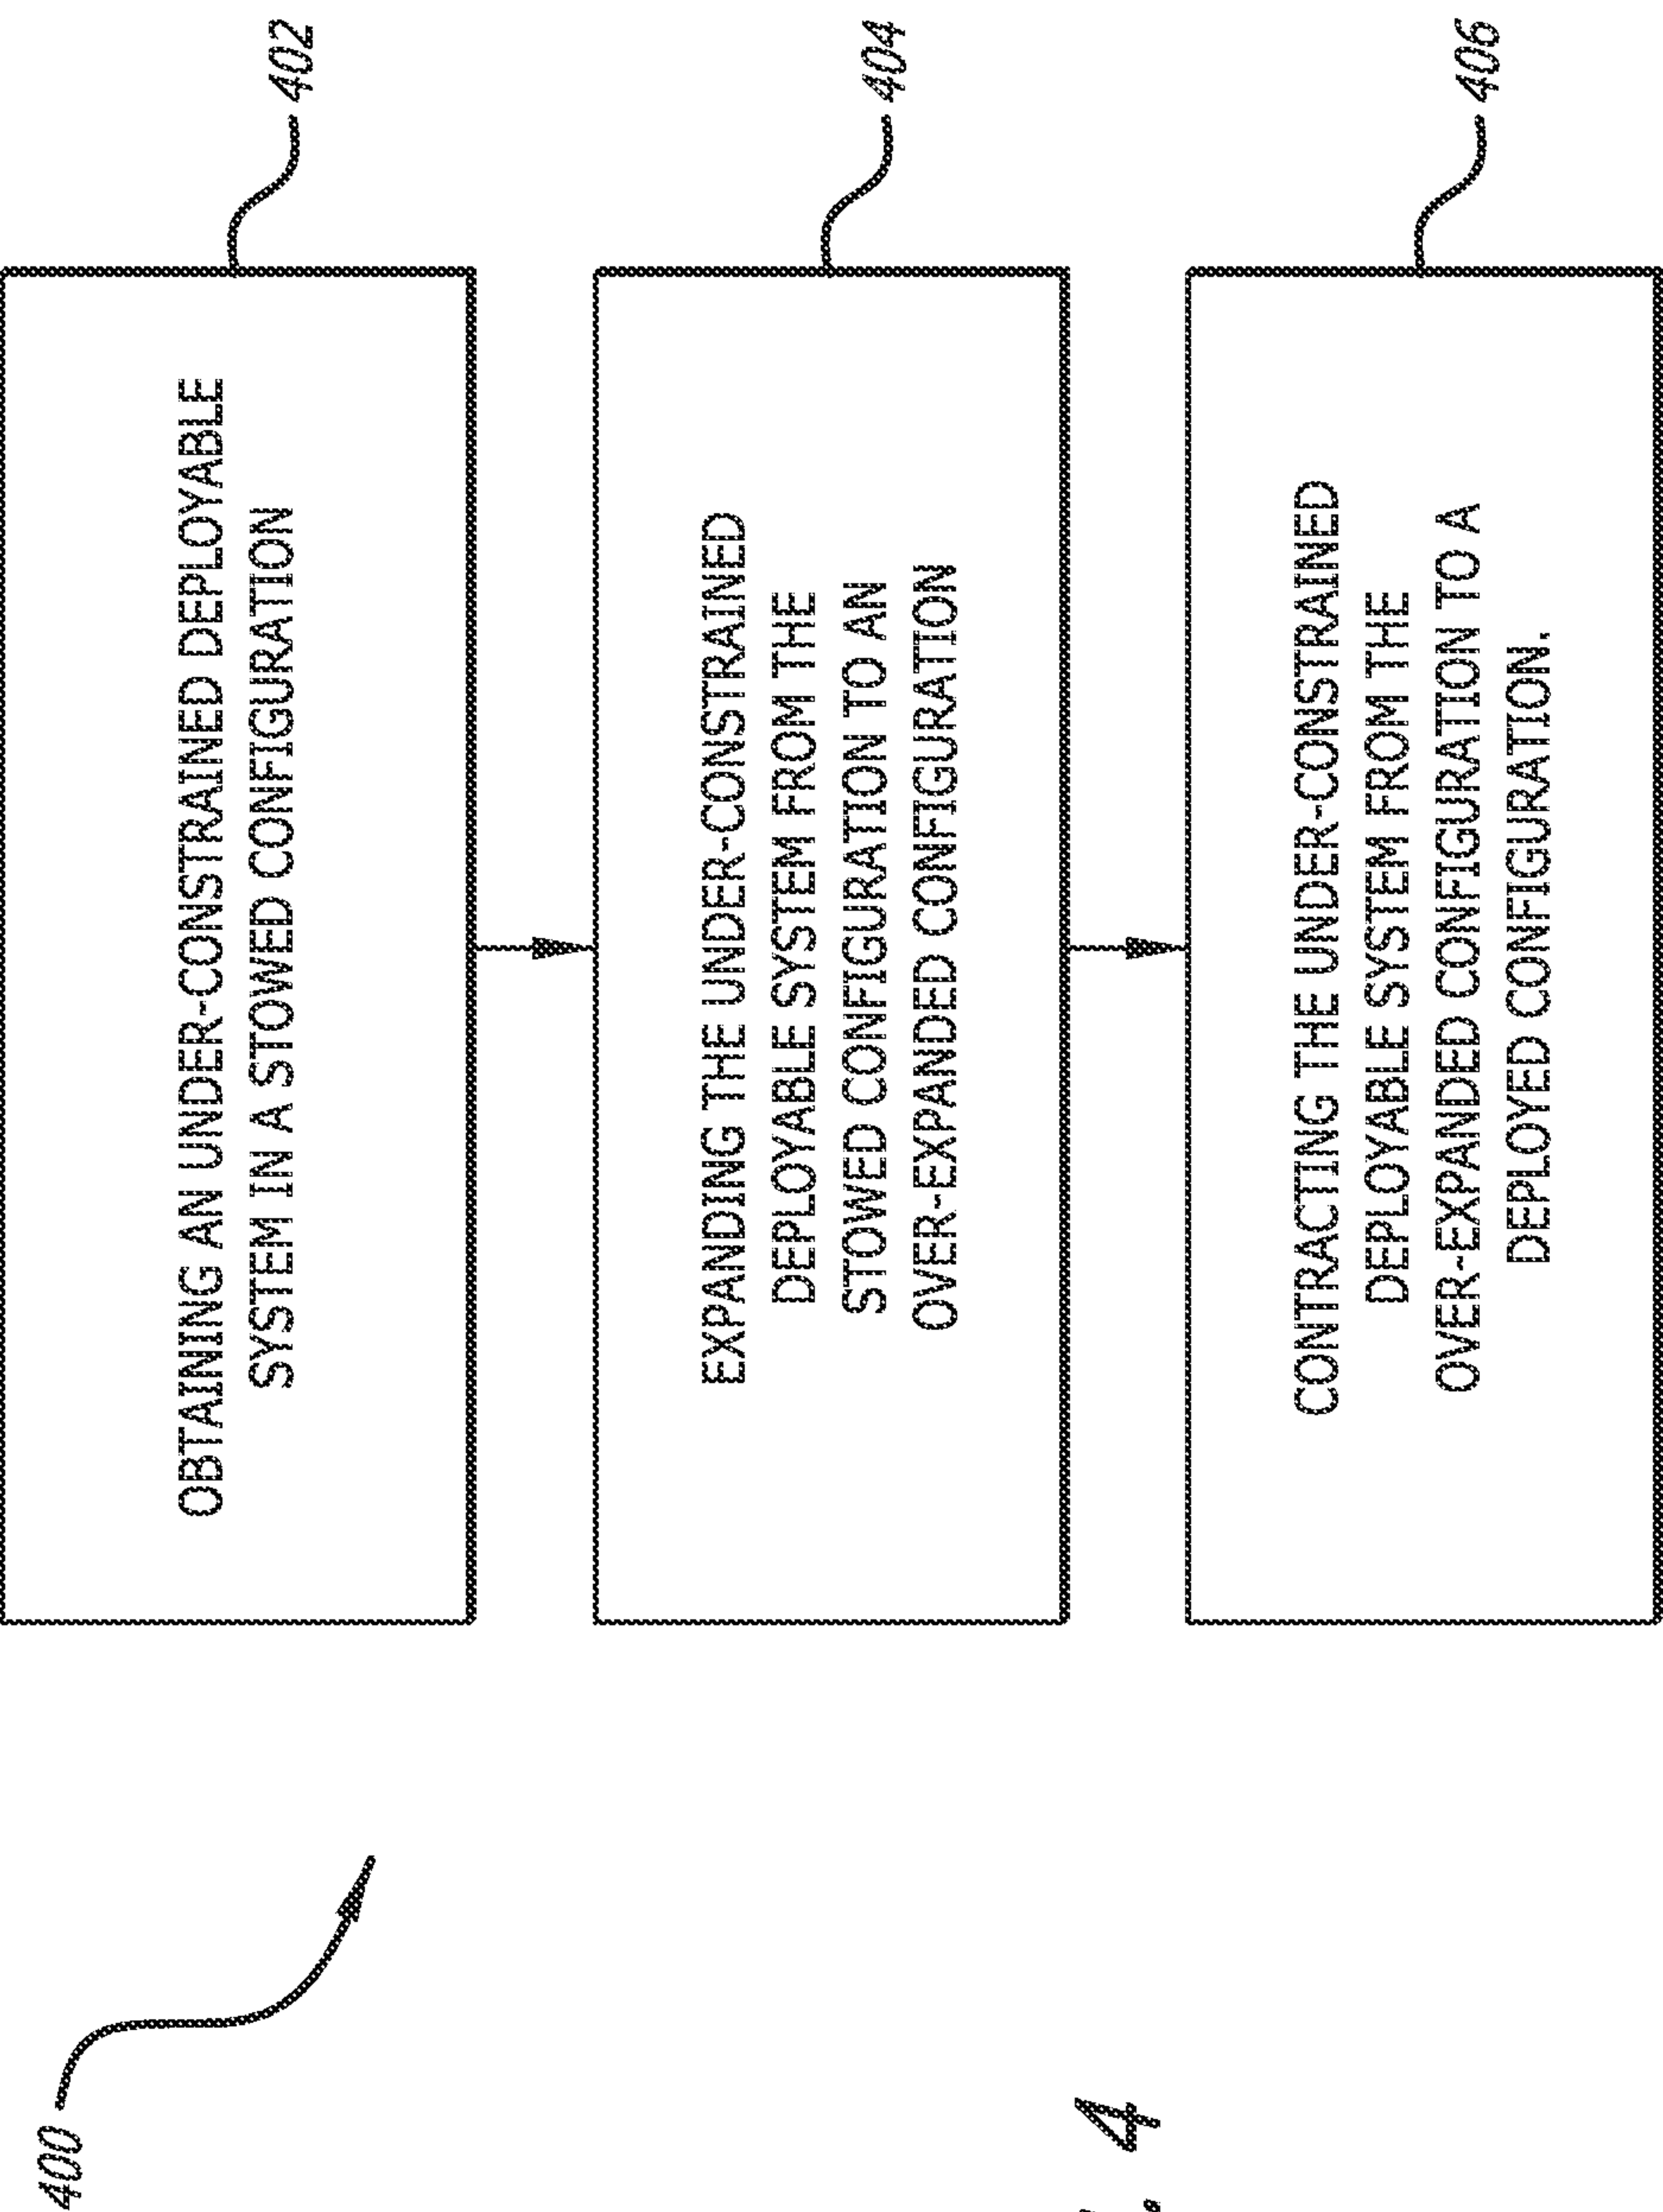 400
OBTAINING AN UNDER-CONSTRAINED DEPLOYABLE
SYSTEM IN A STOWED CONFIGURATION
402
EXPANDING THE UNDER-CONSTRAINED
DEPLOYABLE SYSTEM FROM THE
STOWED CONFIGURATION TO AN
OVER-EXPANDED CONFIGURATION
404
CONTRACTING THE UNDER-CONSTRAINED
DEPLOYABLE SYSTEM FROM THE
OVER-EXPANDED CONFIGURATION TO A
DEPLOYED CONFIGURATION.
406
4